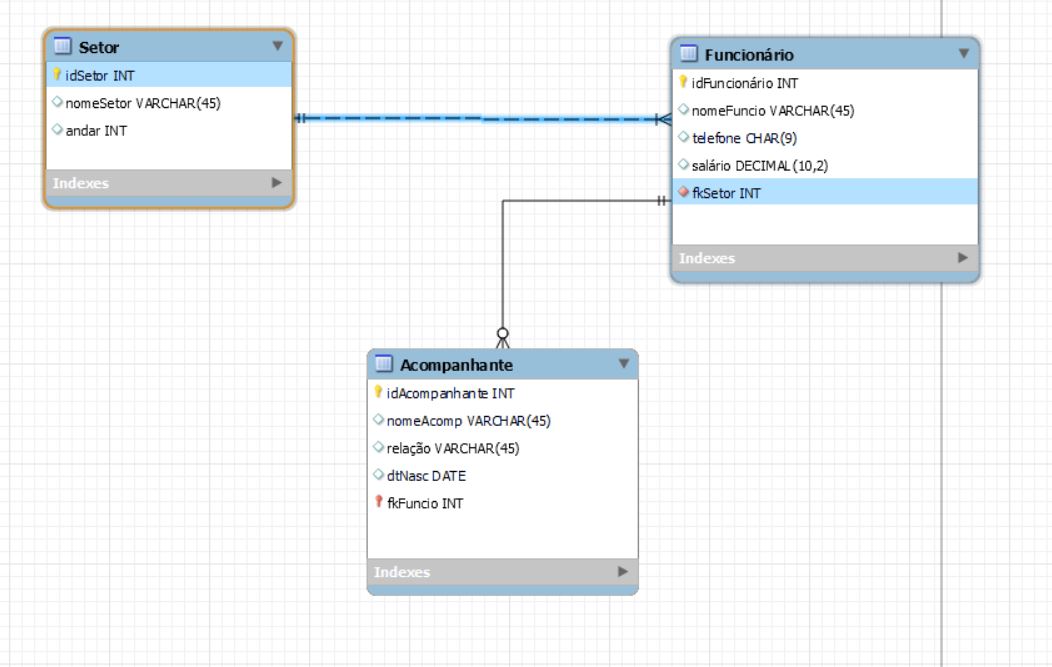 Setor
idSetor INT
nomeSetor VARCHAR(45)
andar INT
Indexes
Funcionário
idFuncionário INT
nomeFuncio VARCHAR(45)
telefone CHAR(9)
salário DECIMAL(10,2)
fkSetor INT
Indexes
Acompanhante
idAcompanhante INT
nomeAcomp VARCHAR(45)
relação VARCHAR(45)
dtNasc DATE
fkFuncio INT
Indexes